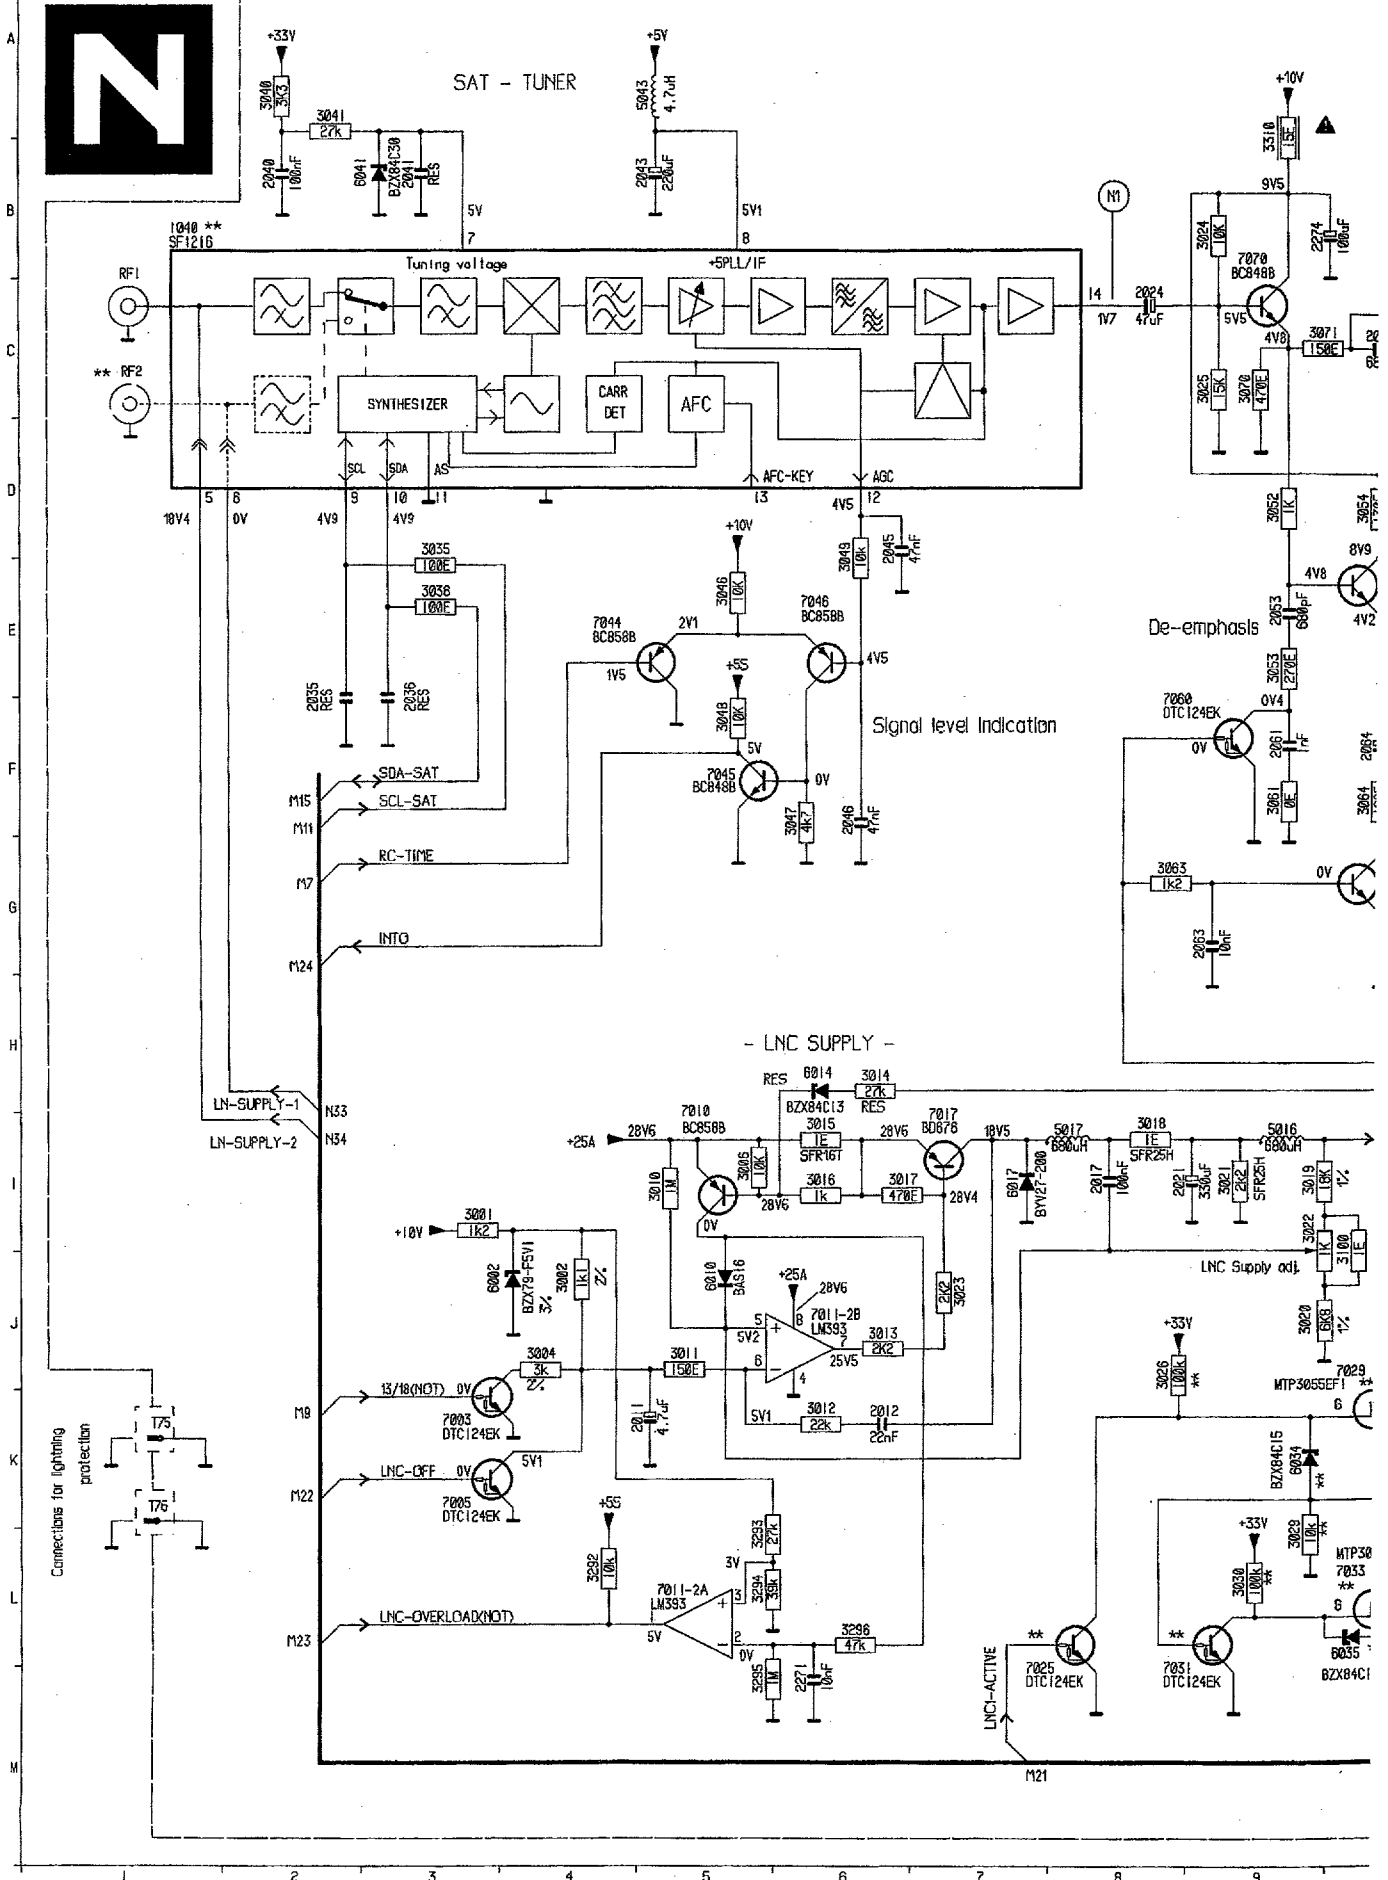 A
N
+33V
+5V
SAT - TUNER
+10V
3040
3K3
3041
27k
5043
4.7uH
3310
15E
2040
100nF
6041
BZX84C30
2041
RES
2043
220uF
9V5
B
5V
7
5V1
8
N1
3024
10K
2274
100uF
1040 **
SF1216
7070
BC848B
RF1
Tuning voltage
+5PLL/IF
14
1V7
2024
47uF
5V5
4V8
3071
150E
C
** RF2
SYNTHESIZER
CARR
DET
AFC
3025
15K
3070
470E
SCL
SDA
AS
AFC-KEY
AGC
D
5
6
9
10
11
13
12
18V4
0V
4V9
4V9
4V5
3052
1K
3054
+10V
3035
100E
3049
10k
2045
47nF
8V9
3036
100E
3046
10K
7046
BC858B
4V8
2053
680pF
4V2
E
7044
BC858B
2V1
De-emphasis
1V5
+5S
4V5
3053
270E
2035
RES
2036
RES
3048
10K
Signal level Indication
7060
DTC124EK
0V4
0V
2061
1nF
2064
F
SDA-SAT
M15
SCL-SAT
M11
5V
7045
BC848B
0V
3047
4k7
2046
47nF
3061
0E
3064
RC-TIME
M7
3063
1k2
0V
G
INTO
M24
2063
10nF
H
- LNC SUPPLY -
RES
6014
BZX84C13
3014
27k
RES
LN-SUPPLY-1
N33
LN-SUPPLY-2
N34
7010
BC858B
3015
1E
SFR16T
7017
BD678
+25A
28V6
28V6
18V5
5017
680uH
3018
1E
SFR25H
5016
680uH
I
3010
1M
3006
10K
3016
1k
3017
470E
28V6
28V4
6017
BYV27-200
2017
100nF
2021
330uF
3021
2k2
SFR25H
3019
18K
1%
0V
+10V
3001
1k2
3022
1K
3100
1E
6002
BZX79-F5V1
3%
3002
1k1
2%
6010
BAS16
+25A
28V6
3023
2K2
LNC Supply adj.
J
5
5V2
6
8
7011-2B
LM393
7
25V5
4
3013
2K2
3020
6K8
1%
+33V
3004
3k
2%
3011
150E
3026
100k
**
7029
MTP3055EF1 **
13/18(NOT)
M9
0V
7003
DTC124EK
2011
4.7uF
5V1
3012
22k
2012
22nF
G
T75
K
Connections for lightning
protection
LNC-OFF
M22
0V
5V1
7005
DTC124EK
BZX84C15
6034
**
T76
+5S
+33V
3292
10k
3293
27k
3V
3029
10k
**
MTP30
7033
**
L
7011-2A
LM393
3
3294
39k
3030
100k
**
G
LNC-OVERLOAD(NOT)
M23
5V
2
0V
3296
47k
**
7025
DTC124EK
**
7031
DTC124EK
6035
BZX84C1
3295
1M
2271
10nF
LNC1-ACTIVE
M
M21
1
2
3
4
5
6
7
8
9